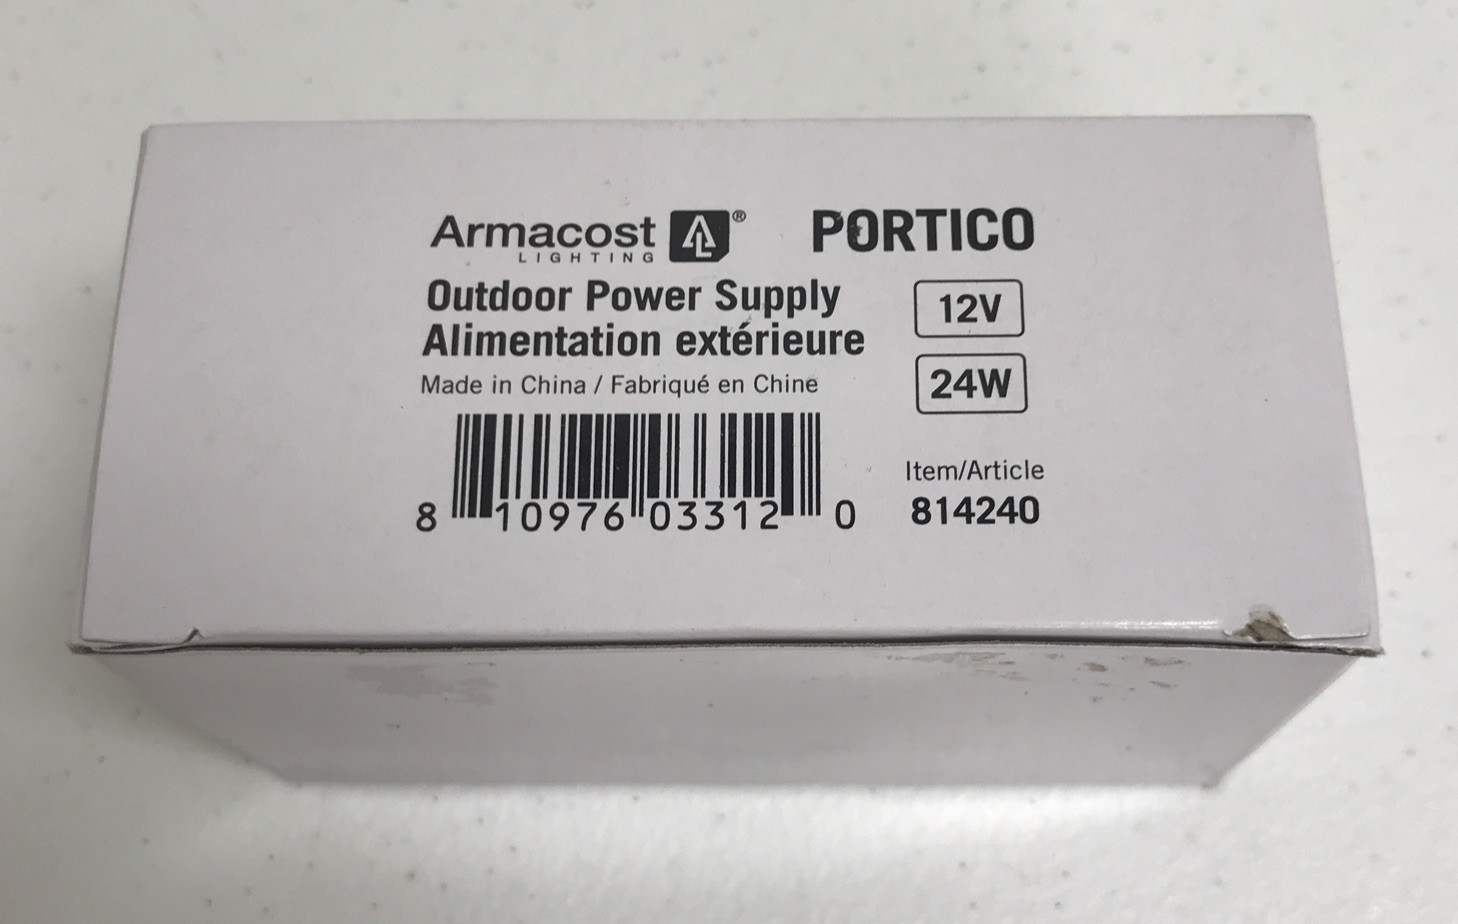 Armacost AL® PORTICO
LIGHTING
Outdoor Power Supply
Alimentation extérieure
12V
Made in China / Fabriqué en Chine
24W
Item/Article
814240
8 10976 03312 0